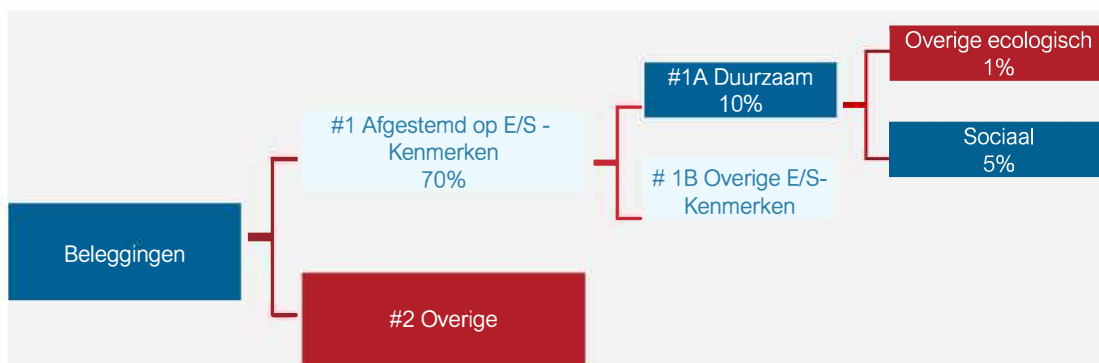 Beleggingen
#1 Afgestemd op E/S -
Kenmerken
70%
#2 Overige
#1A Duurzaam
10%
# 1B Overige E/S-
Kenmerken
Overige ecologisch
1%
Sociaal
5%